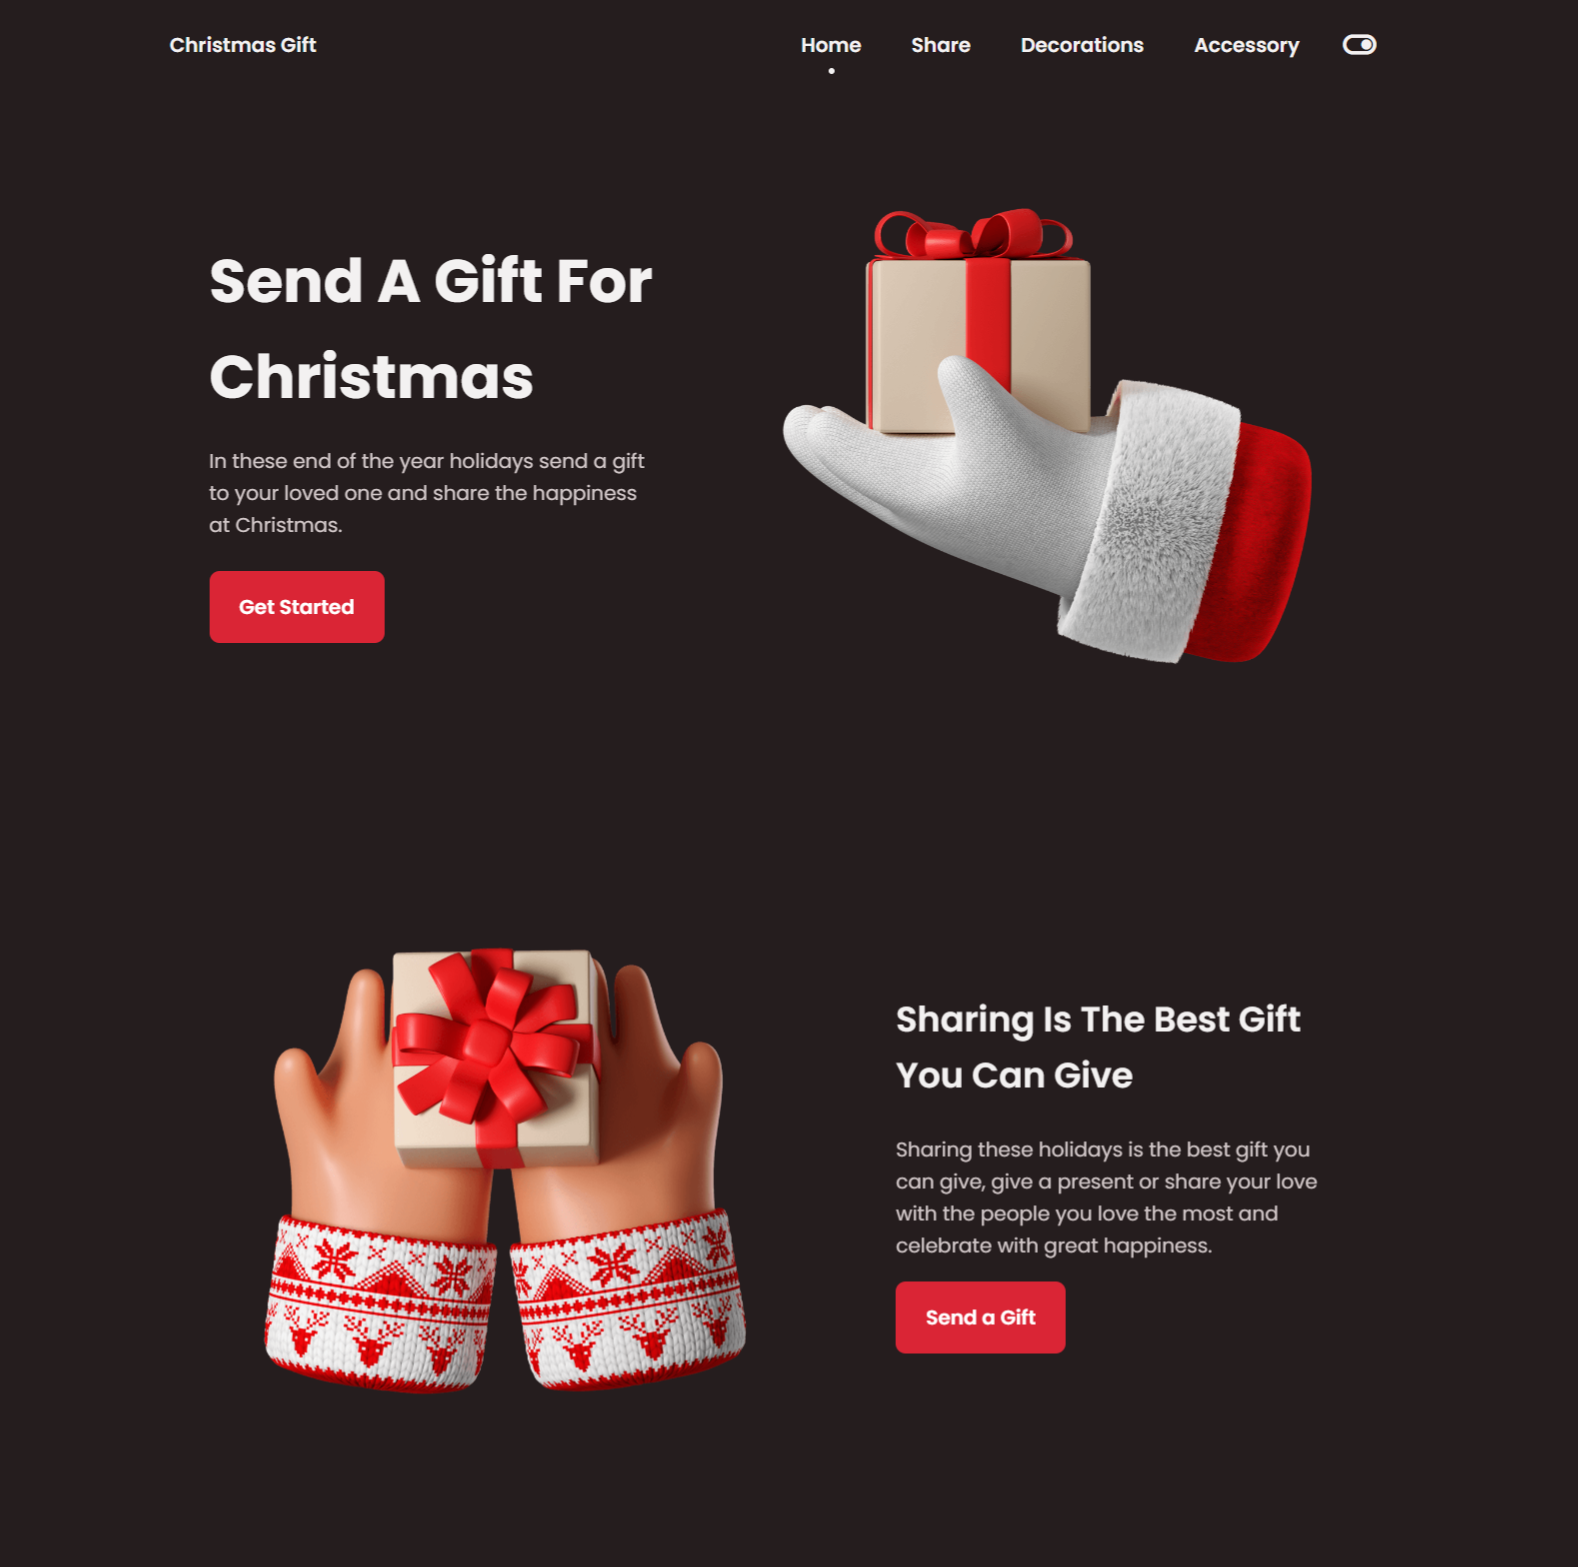 Christmas Gift
Home Share Decorations Accessory
Send A Gift For
Christmas
In these end of the year holidays send a gift
to your loved one and share the happiness
at Christmas.
Get Started
Sharing Is The Best Gift
You Can Give
Sharing these holidays is the best gift you
can give, give a present or share your love
with the people you love the most and
celebrate with great happiness.
Send a Gift